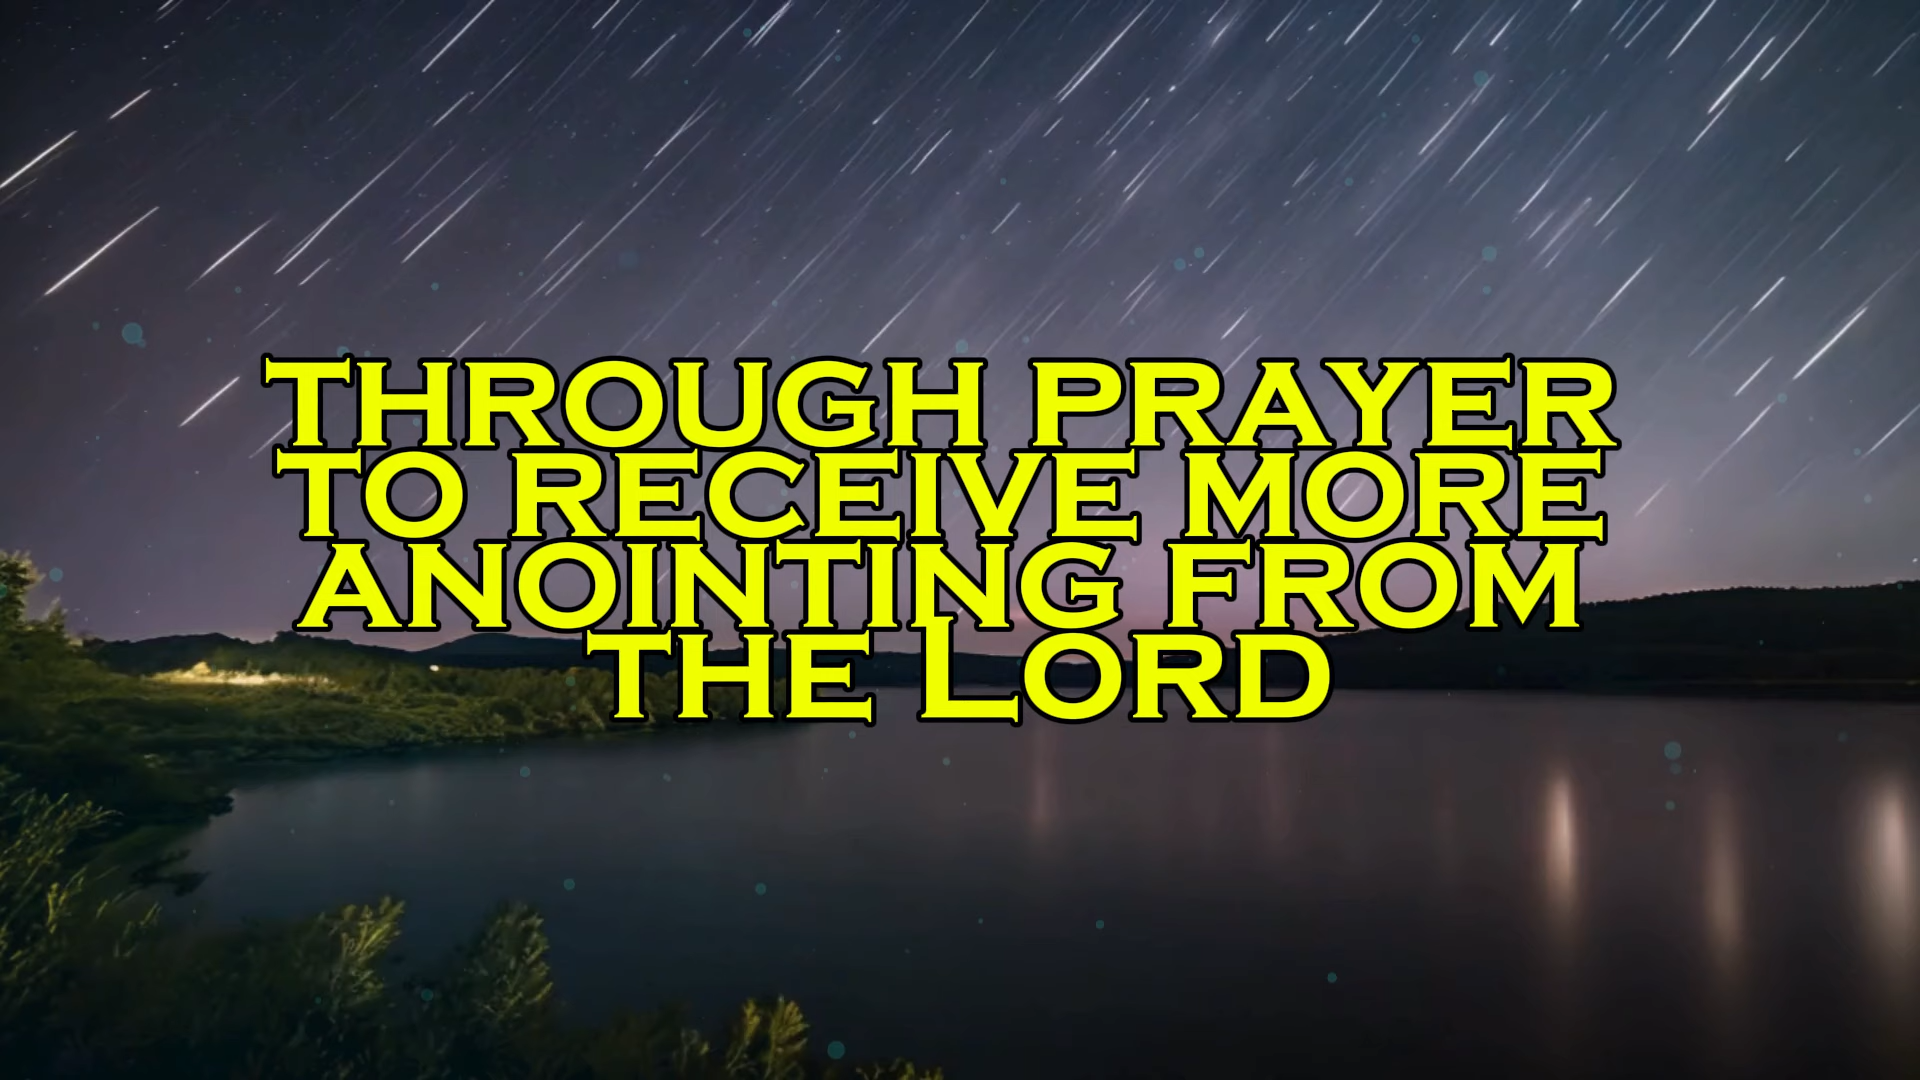 THROUGH PRAYER
TO RECEIVE MORE
ANOINTING FROM
THE LORD